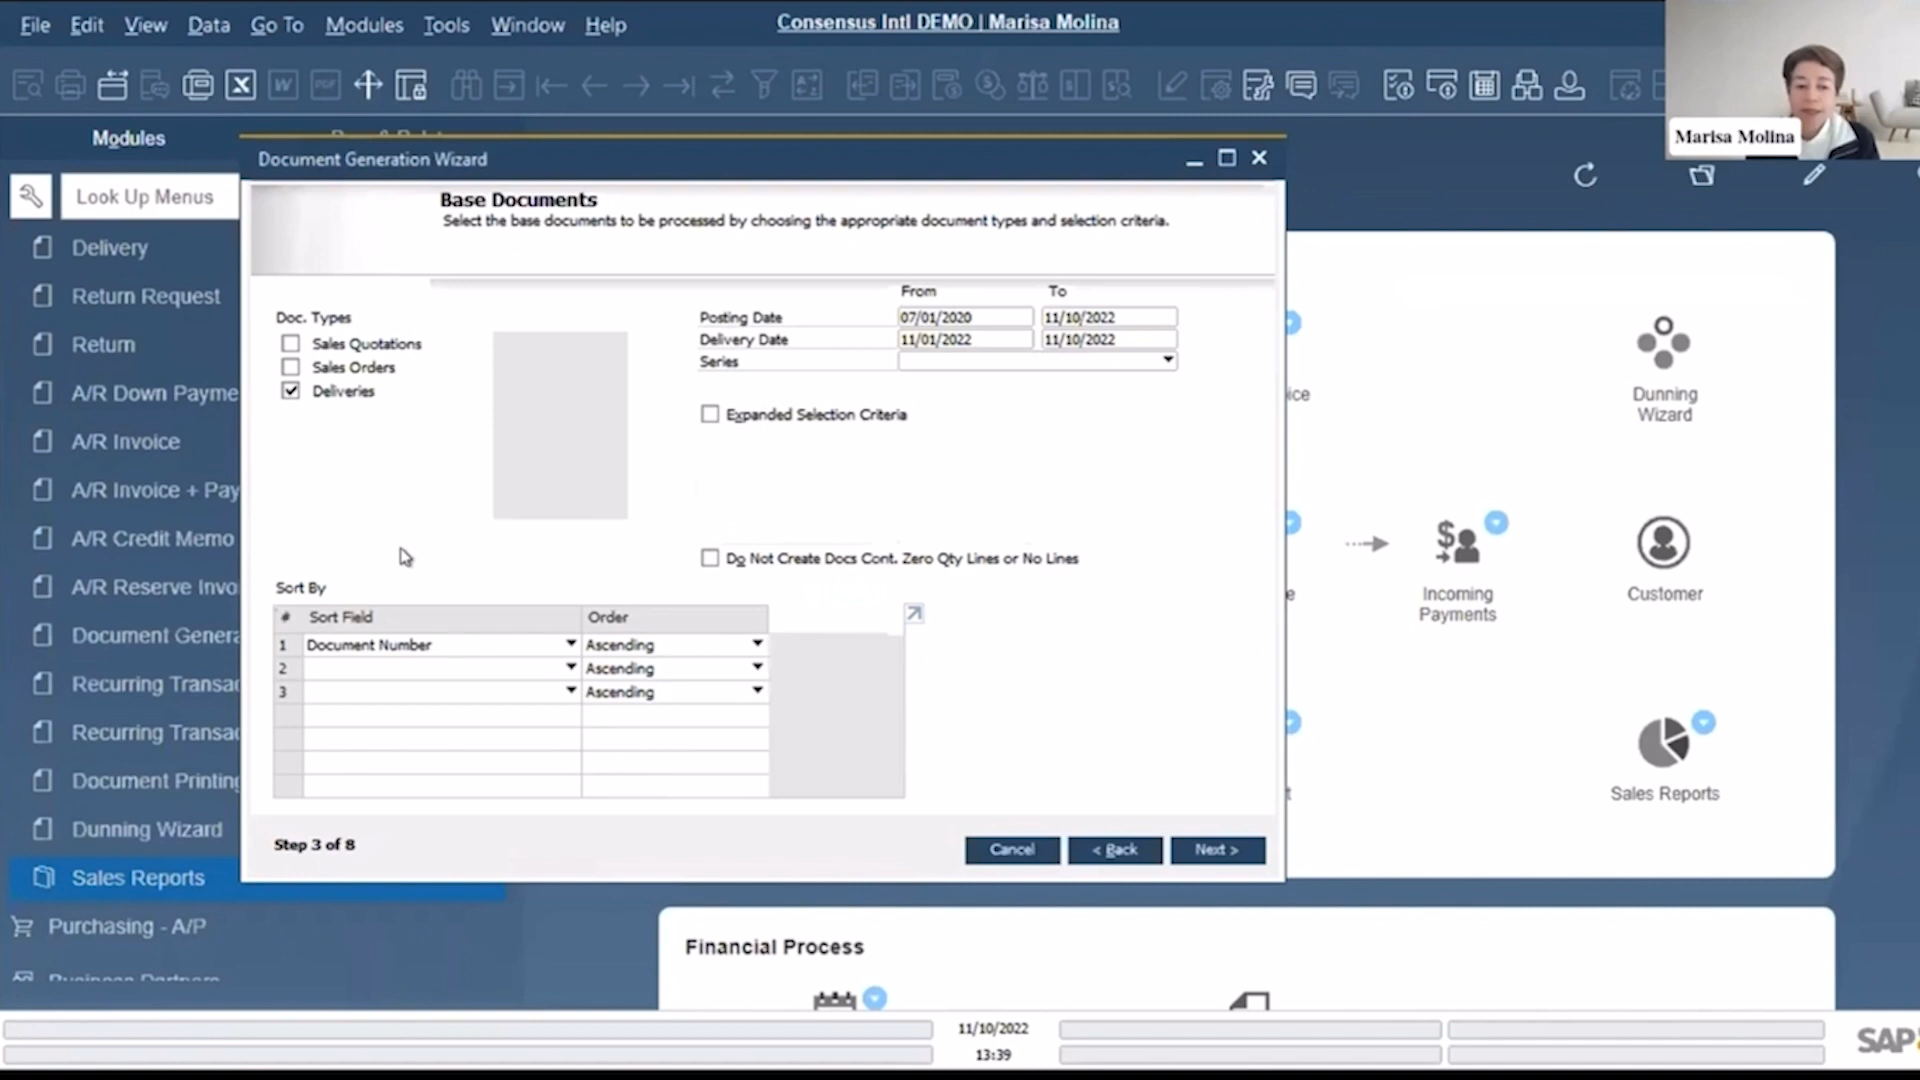 File Edit View Data Go To Modules Tools Window Help
Consensus Intl DEMO | Marisa Molina
Marisa Molina
Modules
Look Up Menus
Delivery
Return Request
Return
A/R Down Payme
A/R Invoice
A/R Invoice + Pay
A/R Credit Memo
A/R Reserve Invo
Document Genera
Recurring Transac
Recurring Transac
Document Printing
Dunning Wizard
Sales Reports
Purchasing - A/P
Business Partners
Document Generation Wizard
Base Documents
Select the base documents to be processed by choosing the appropriate document types and selection criteria.
Doc. Types
Sales Quotations
Sales Orders
Deliveries
From To
Posting Date 07/01/2020 11/10/2022
Delivery Date 11/01/2022 11/10/2022
Series
Expanded Selection Criteria
Do Not Create Docs Cont. Zero Qty Lines or No Lines
Sort By
# Sort Field Order
1 Document Number Ascending
2 Ascending
3 Ascending
Step 3 of 8
Cancel < Back Next >
ice
e
t
Dunning
Wizard
Incoming
Payments
Customer
Sales Reports
Financial Process
11/10/2022
13:39
SAP